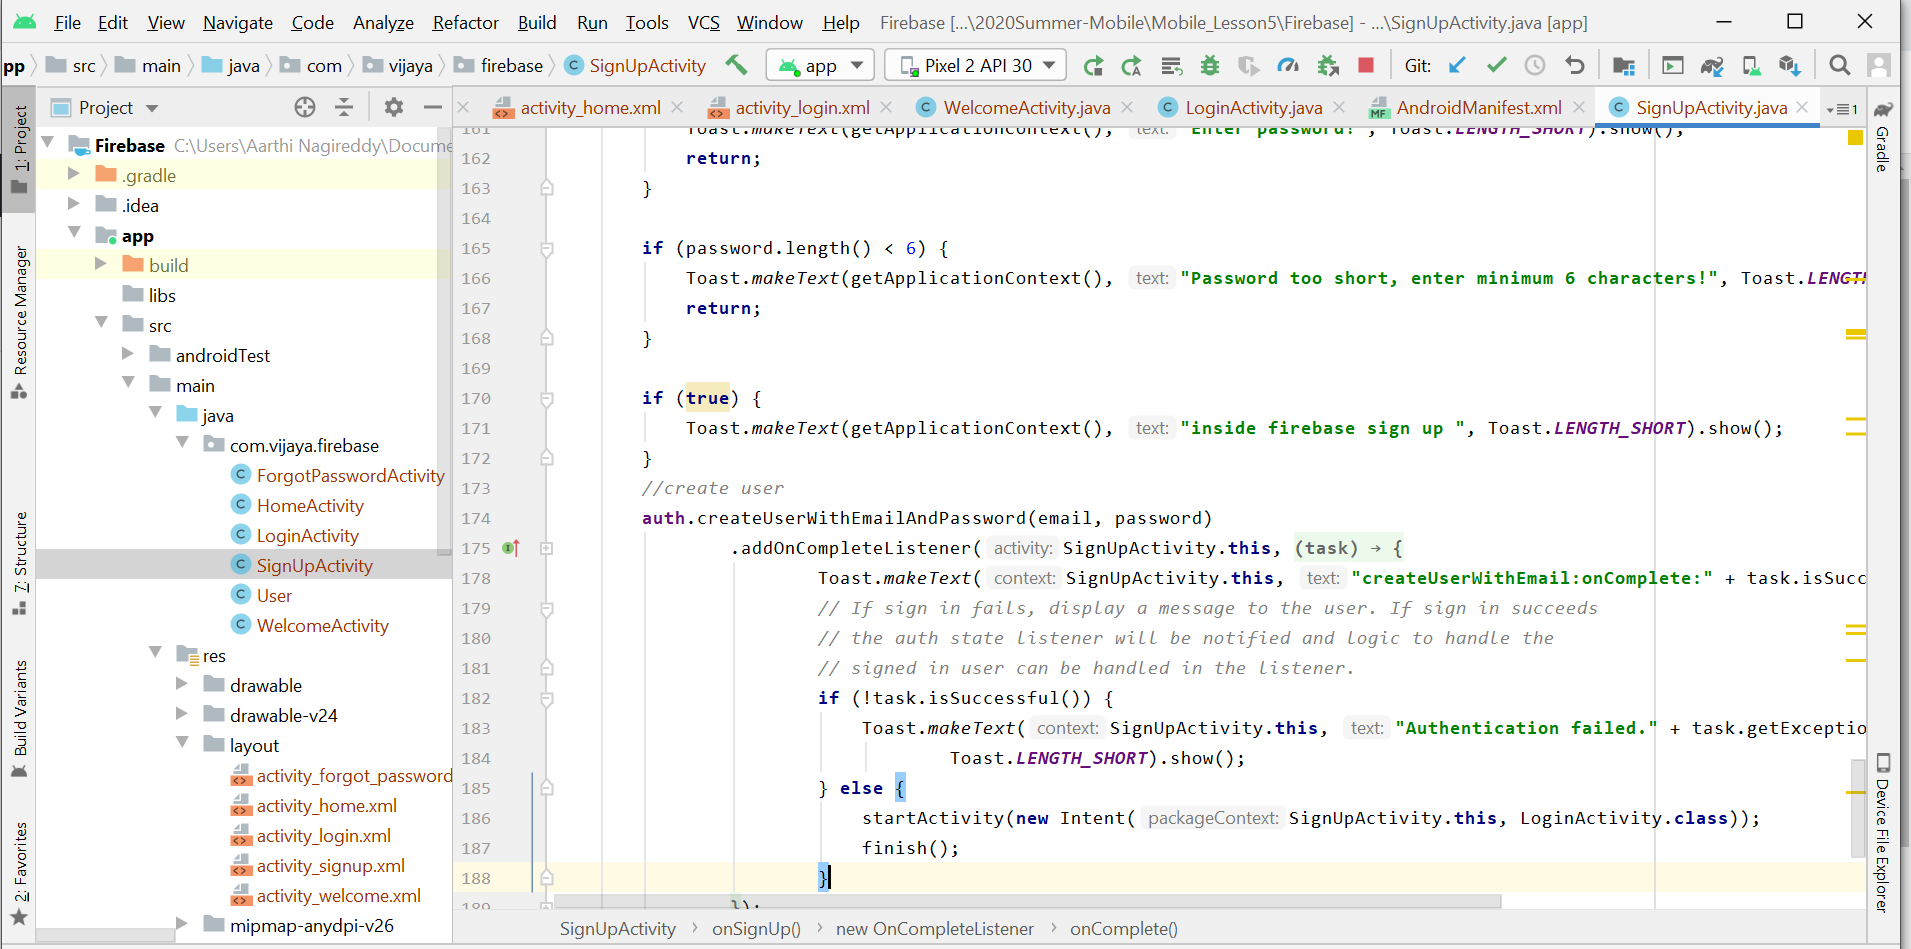 File Edit View Navigate Code Analyze Refactor Build Run Tools VCS Window Help Firebase [...\2020Summer-Mobile\Mobile_Lesson5\Firebase] - ...\SignUpActivity.java [app]
pp src main java com vijaya firebase SignUpActivity app Pixel 2 API 30 Git:
Project activity_home.xml activity_login.xml WelcomeActivity.java LoginActivity.java AndroidManifest.xml SignUpActivity.java 1
1: Project
Resource Manager
7: Structure
Build Variants
2: Favorites
Firebase C:\Users\Aarthi Nagireddy\Docume
.gradle
.idea
app
build
libs
src
androidTest
main
java
com.vijaya.firebase
ForgotPasswordActivity
HomeActivity
LoginActivity
SignUpActivity
User
WelcomeActivity
res
drawable
drawable-v24
layout
activity_forgot_password
activity_home.xml
activity_login.xml
activity_signup.xml
activity_welcome.xml
mipmap-anydpi-v26
161 Toast.makeText(getApplicationContext(), text: "Enter password!", Toast.LENGTH_SHORT).show();
162 return;
163 }
164
165 if (password.length() < 6) {
166 Toast.makeText(getApplicationContext(), text: "Password too short, enter minimum 6 characters!", Toast.LENGTH
167 return;
168 }
169
170 if (true) {
171 Toast.makeText(getApplicationContext(), text: "inside firebase sign up ", Toast.LENGTH_SHORT).show();
172 }
173 //create user
174 auth.createUserWithEmailAndPassword(email, password)
175 .addOnCompleteListener( activity: SignUpActivity.this, (task) → {
178 Toast.makeText( context: SignUpActivity.this, text: "createUserWithEmail:onComplete:" + task.isSucc
179 // If sign in fails, display a message to the user. If sign in succeeds
180 // the auth state listener will be notified and logic to handle the
181 // signed in user can be handled in the listener.
182 if (!task.isSuccessful()) {
183 Toast.makeText( context: SignUpActivity.this, text: "Authentication failed." + task.getExceptio
184 Toast.LENGTH_SHORT).show();
185 } else {
186 startActivity(new Intent( packageContext: SignUpActivity.this, LoginActivity.class));
187 finish();
188 }
189 });
SignUpActivity onSignUp() new OnCompleteListener onComplete()
Gradle
Device File Explorer